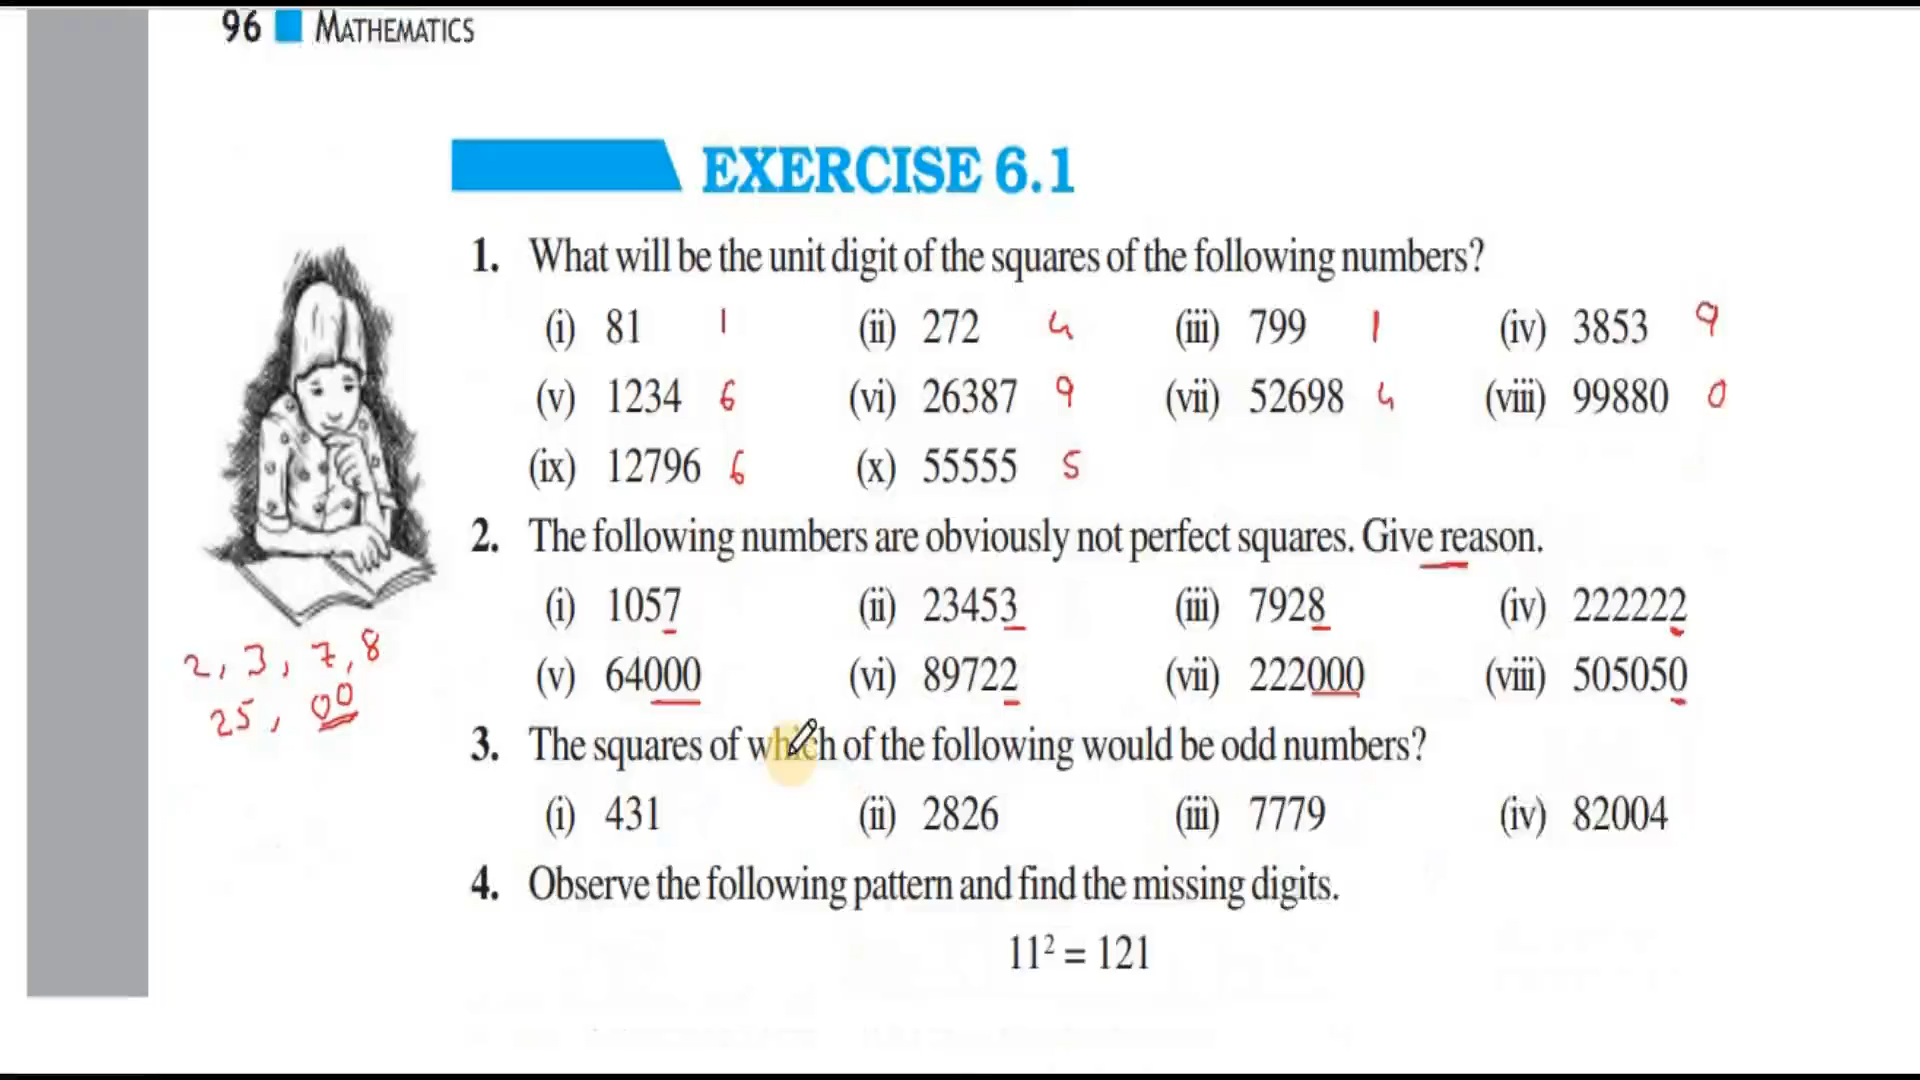 96 MATHEMATICS
EXERCISE 6.1
1. What will be the unit digit of the squares of the following numbers?
(i) 81 1 (ii) 272 4 (iii) 799 1 (iv) 3853 9
(v) 1234 6 (vi) 26387 9 (vii) 52698 4 (viii) 99880 0
(ix) 12796 6 (x) 55555 5
2. The following numbers are obviously not perfect squares. Give reason.
(i) 1057 (ii) 23453 (iii) 7928 (iv) 222222
(v) 64000 (vi) 89722 (vii) 222000 (viii) 505050
2, 3, 7, 8
25, 00
3. The squares of which of the following would be odd numbers?
(i) 431 (ii) 2826 (iii) 7779 (iv) 82004
4. Observe the following pattern and find the missing digits.
11² = 121